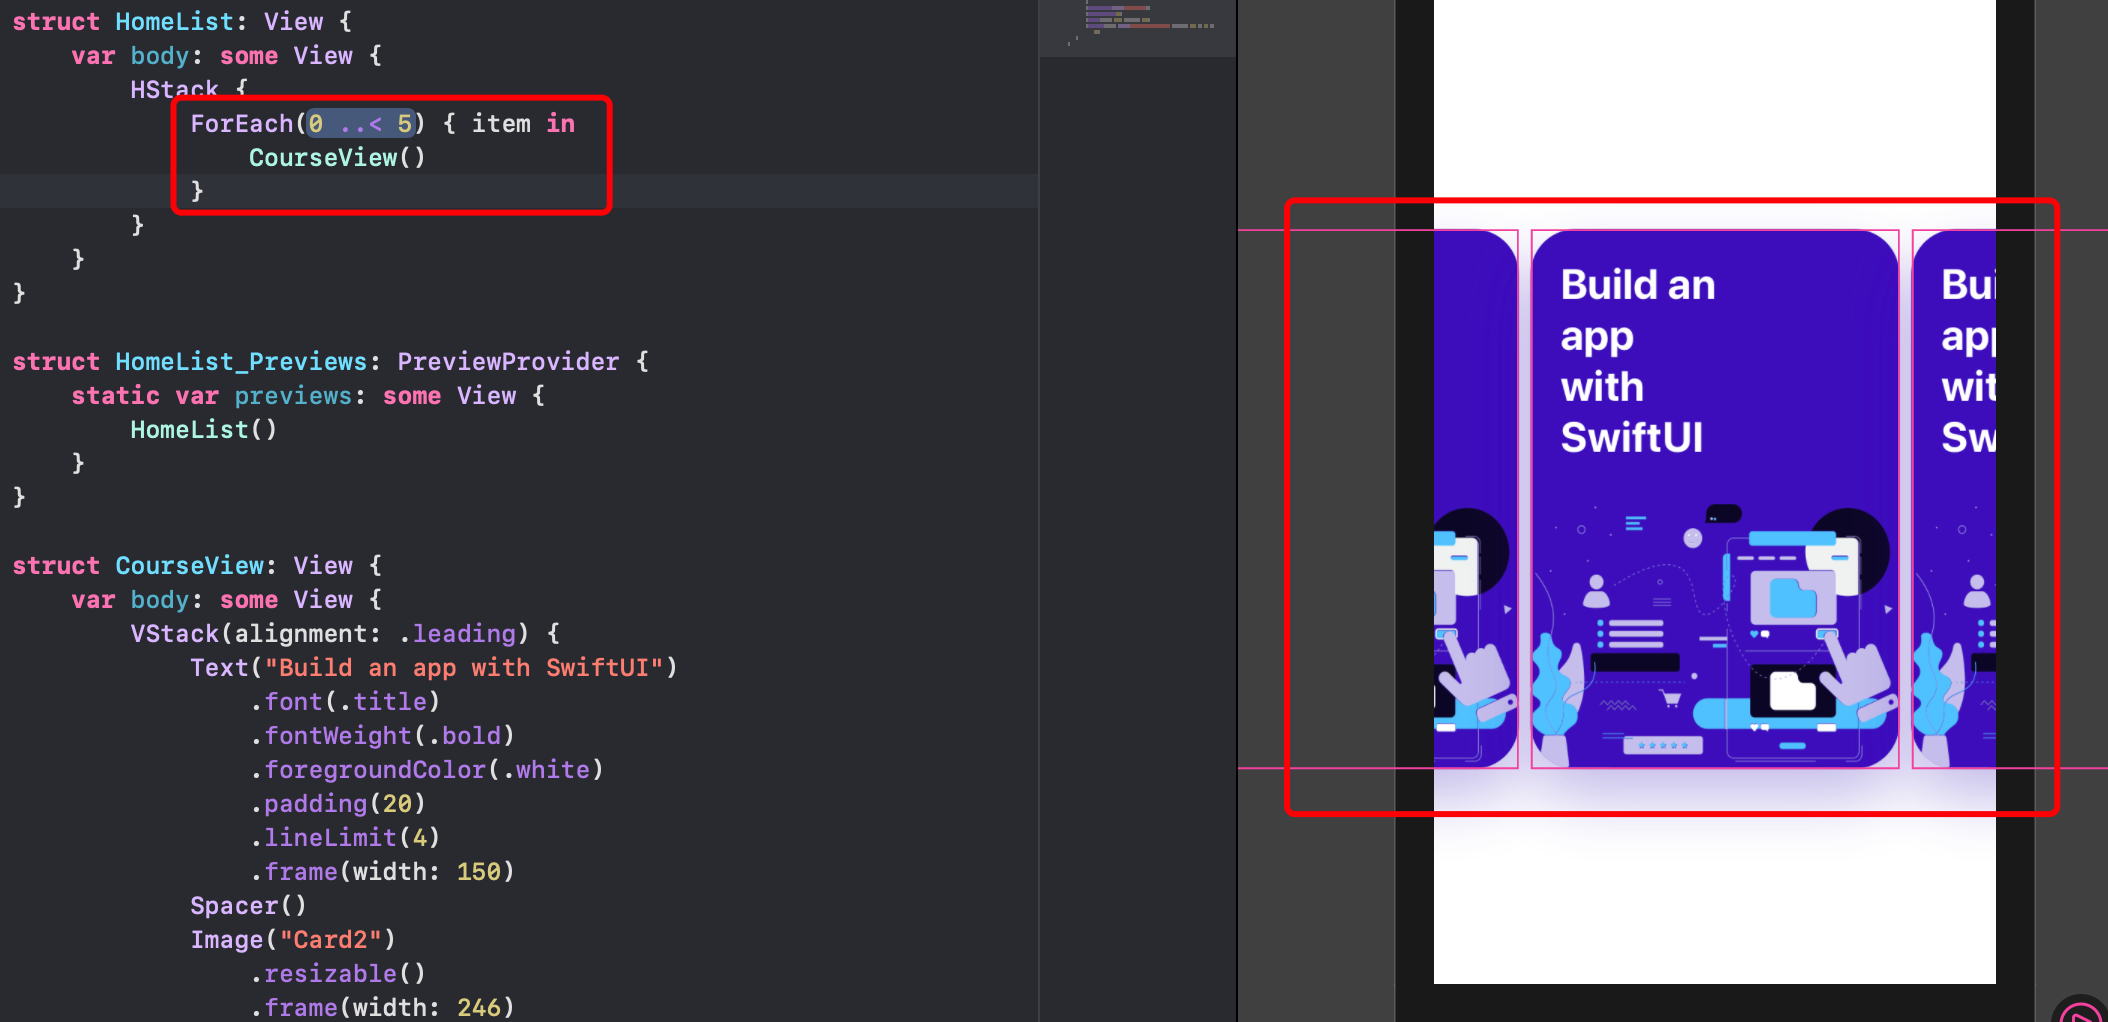 struct HomeList: View {
var body: some View {
HStack {
ForEach(0 ..< 5) { item in
CourseView()
}
}
}
}
struct HomeList_Previews: PreviewProvider {
static var previews: some View {
HomeList()
}
}
struct CourseView: View {
var body: some View {
VStack(alignment: .leading) {
Text("Build an app with SwiftUI")
.font(.title)
.fontWeight(.bold)
.foregroundColor(.white)
.padding(20)
.lineLimit(4)
.frame(width: 150)
Spacer()
Image("Card2")
.resizable()
.frame(width: 246)
Build an
app
with
SwiftUI
Bui
app
wit
Sw